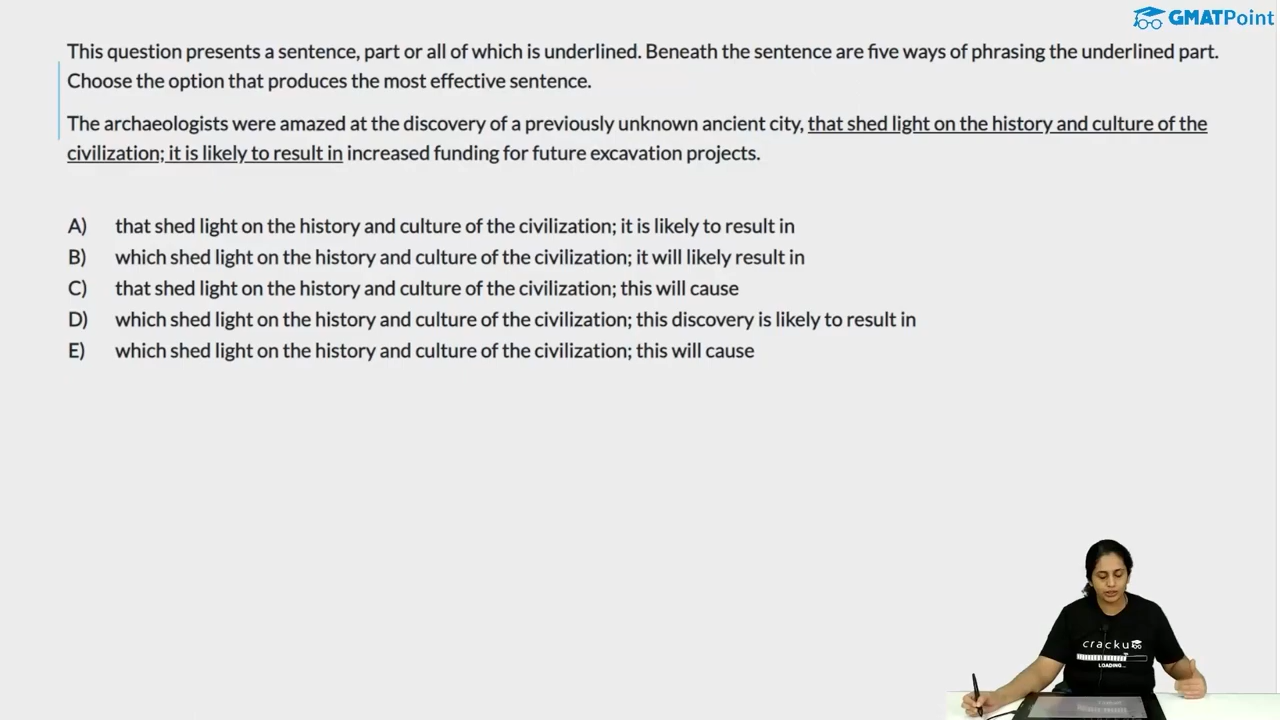 GMATPoint
This question presents a sentence, part or all of which is underlined. Beneath the sentence are five ways of phrasing the underlined part.
Choose the option that produces the most effective sentence.
The archaeologists were amazed at the discovery of a previously unknown ancient city, that shed light on the history and culture of the
civilization; it is likely to result in increased funding for future excavation projects.
A) that shed light on the history and culture of the civilization; it is likely to result in
B) which shed light on the history and culture of the civilization; it will likely result in
C) that shed light on the history and culture of the civilization; this will cause
D) which shed light on the history and culture of the civilization; this discovery is likely to result in
E) which shed light on the history and culture of the civilization; this will cause
cracku
LOADING...